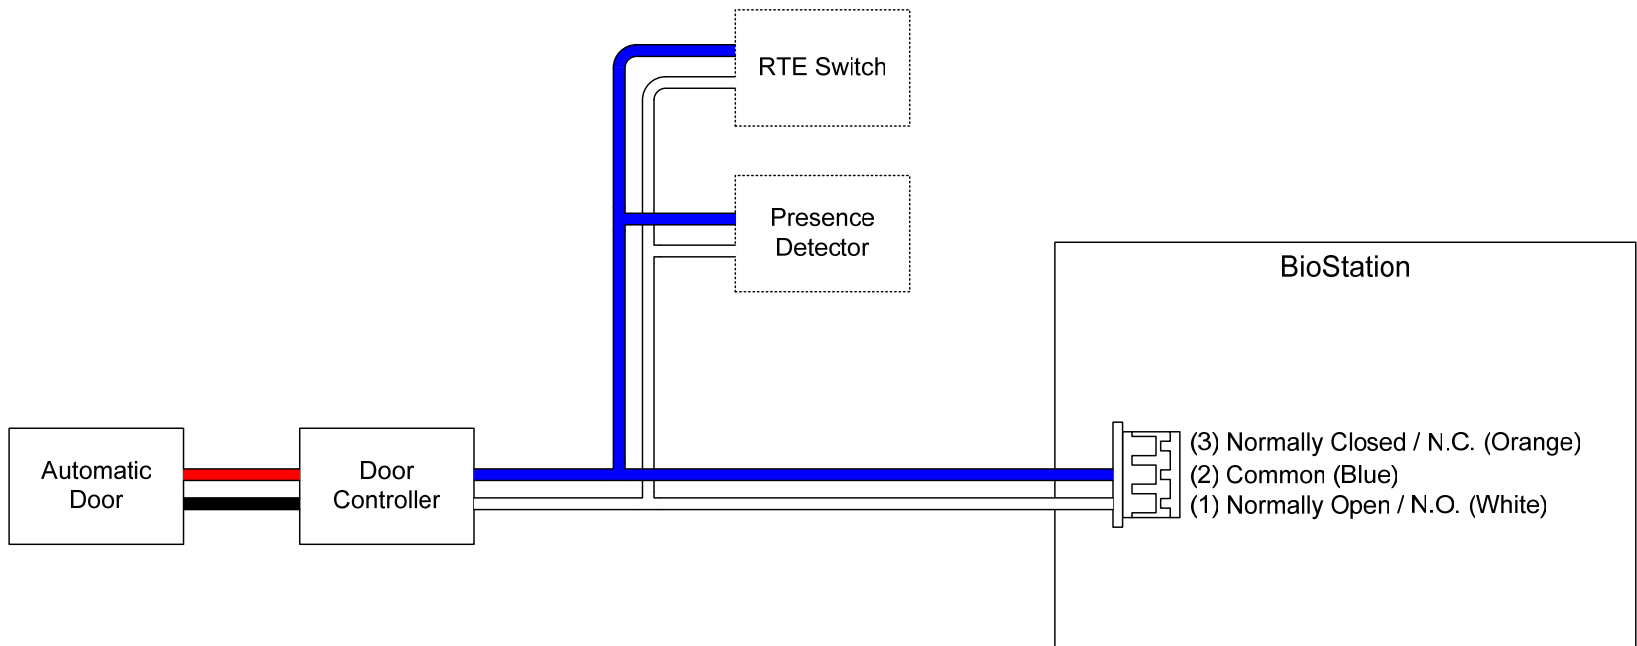 RTE Switch
Presence
Detector
BioStation
Automatic
Door
Door
Controller
(3) Normally Closed / N.C. (Orange)
(2) Common (Blue)
(1) Normally Open / N.O. (White)